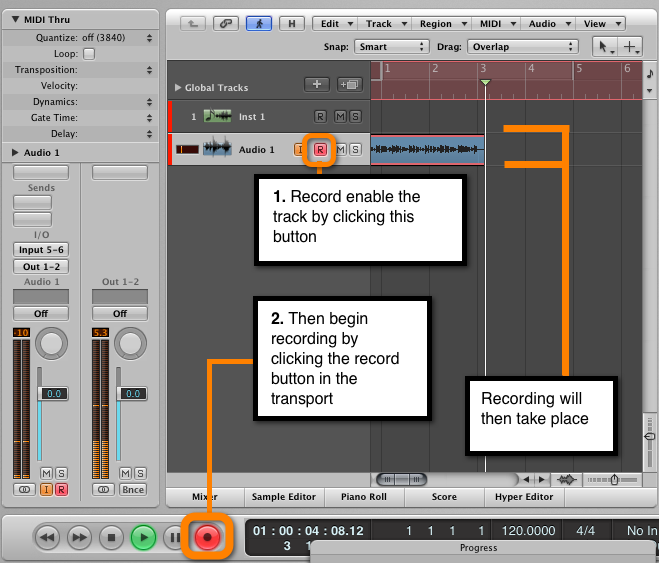 MIDI Thru
Quantize: off (3840)
Loop:
Transposition:
Velocity:
Dynamics:
Gate Time:
Delay:
Audio 1
Sends
I/O
Input 5-6
Out 1-2
Audio 1
Out 1-2
Off
Off
-10
5.3
0.0
0.0
M S
M S
I R
Bnce
H
Edit
Track
Region
MIDI
Audio
View
Snap: Smart
Drag: Overlap
Global Tracks
1 2 3 4 5 6
1 Inst 1
R M S
Audio 1
I R M S
1. Record enable the
track by clicking this
button
2. Then begin
recording by
clicking the record
button in the
transport
Recording will
then take place
Mixer
Sample Editor
Piano Roll
Score
Hyper Editor
01 : 00 : 04 : 08.12
1 1 1 1
120.0000
4/4
No In
3
Progress